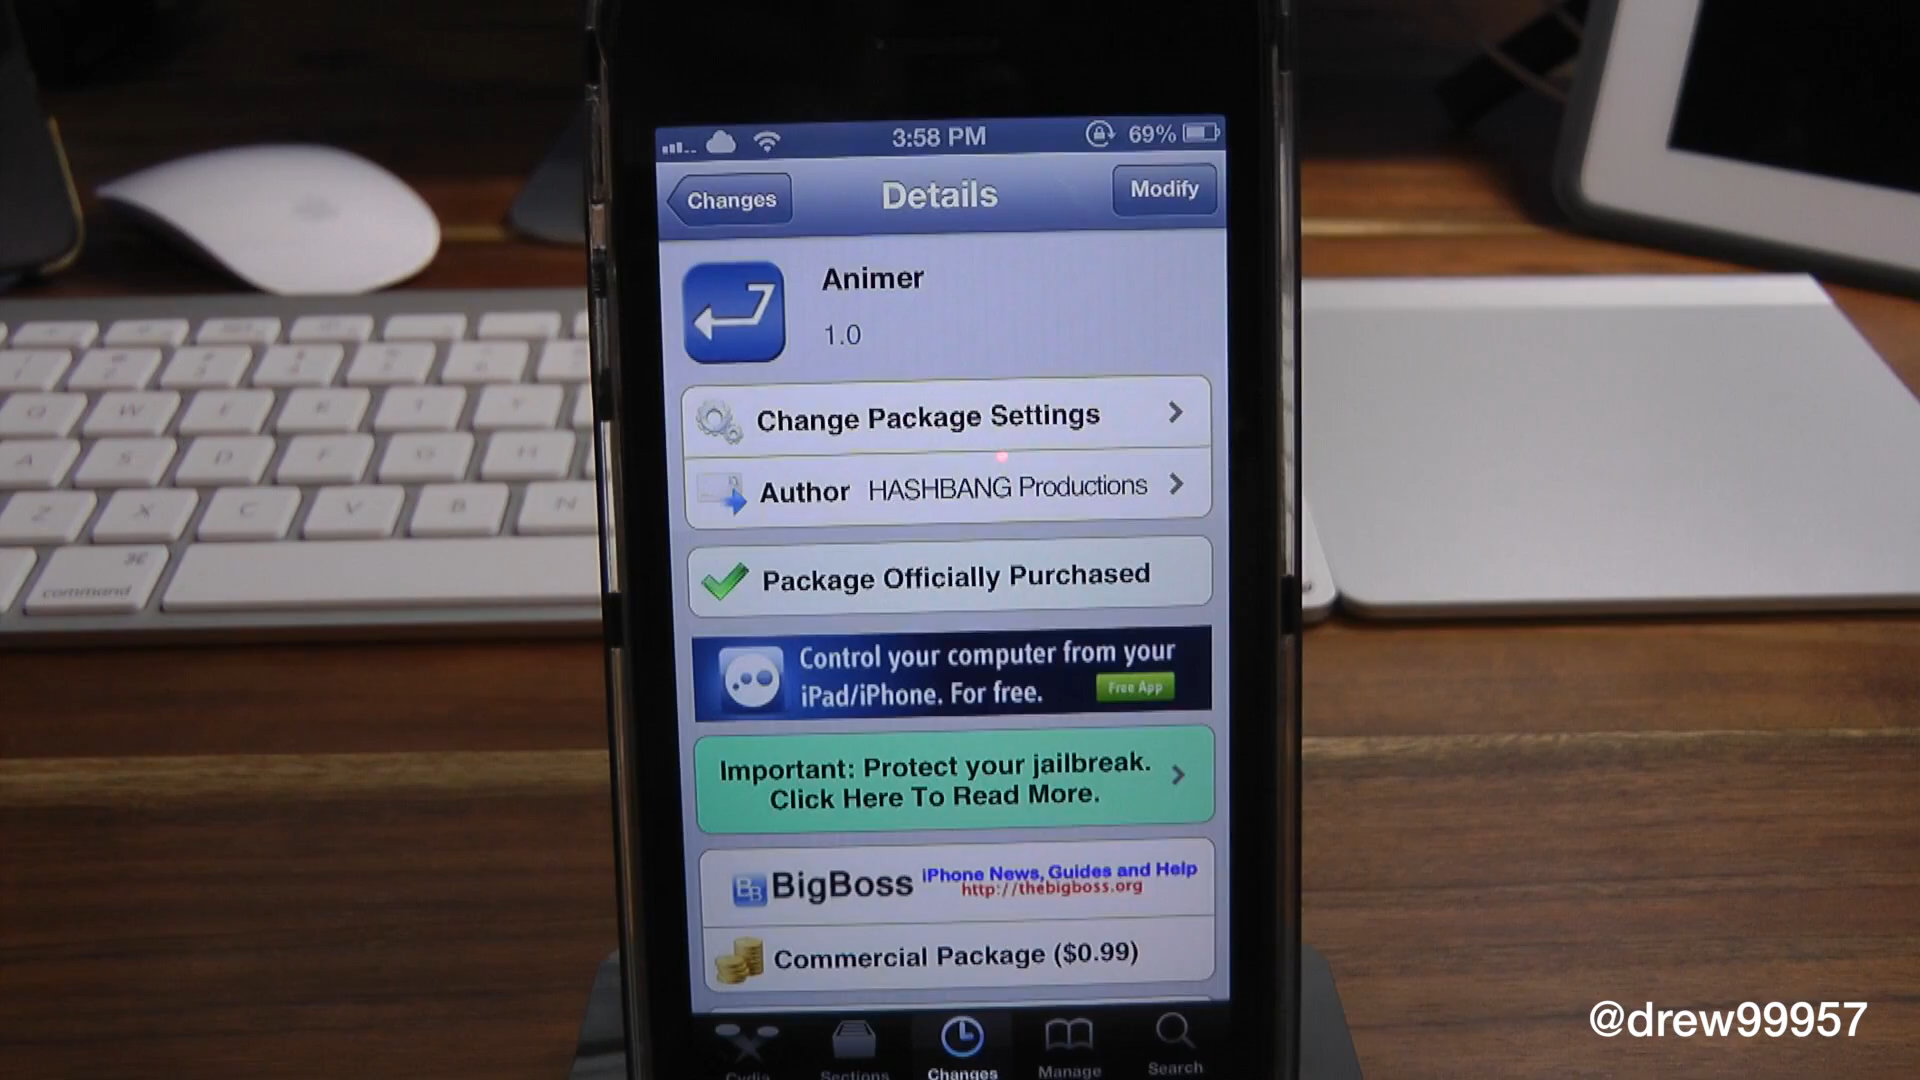 3:58 PM
69%
Changes
Details
Modify
Animer
1.0
Change Package Settings
Author HASHBANG Productions
Package Officially Purchased
Control your computer from your
iPad/iPhone. For free.
Free App
Important: Protect your jailbreak.
Click Here To Read More.
BB
BigBoss
iPhone News, Guides and Help
http://thebigboss.org
Commercial Package ($0.99)
Cydia
Sections
Changes
Manage
Search
command
@drew99957